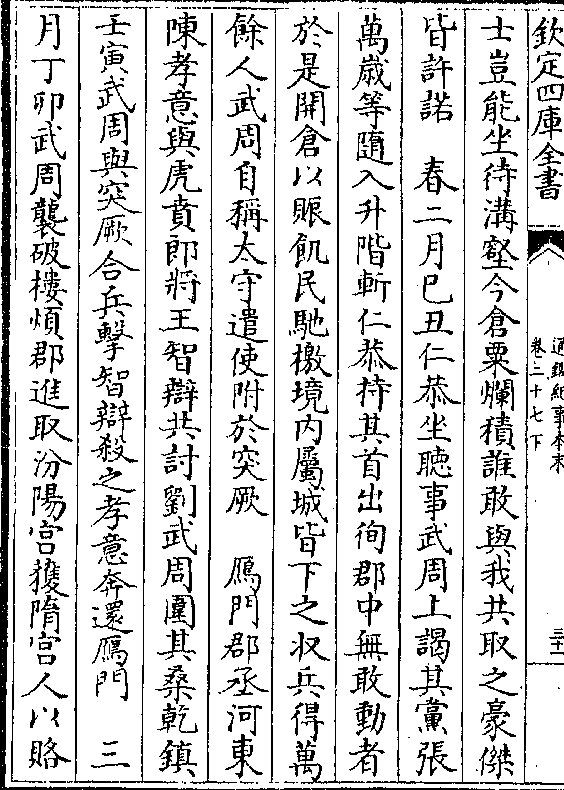 欽定四庫全書
通鑑紀事本末
卷二十七下
三十
士豈能坐待溝壑今倉粟爛積誰敢與我共取之豪傑
皆許諾　春二月己丑仁恭坐聽事武周上謁其黨張
萬歲等隨入升階斬仁恭持其首出徇郡中無敢動者
於是開倉以賑飢民馳檄境內屬城皆下之収兵得萬
餘人武周自稱太守遣使附於突厥　鴈門郡丞河東
陳孝意與虎賁郎將王智辯共討劉武周圍其桑乾鎮
壬寅武周與突厥合兵擊智辯殺之孝意奔還鴈門　三
月丁卯武周襲破樓煩郡進取汾陽宮獲隋宮人以賂